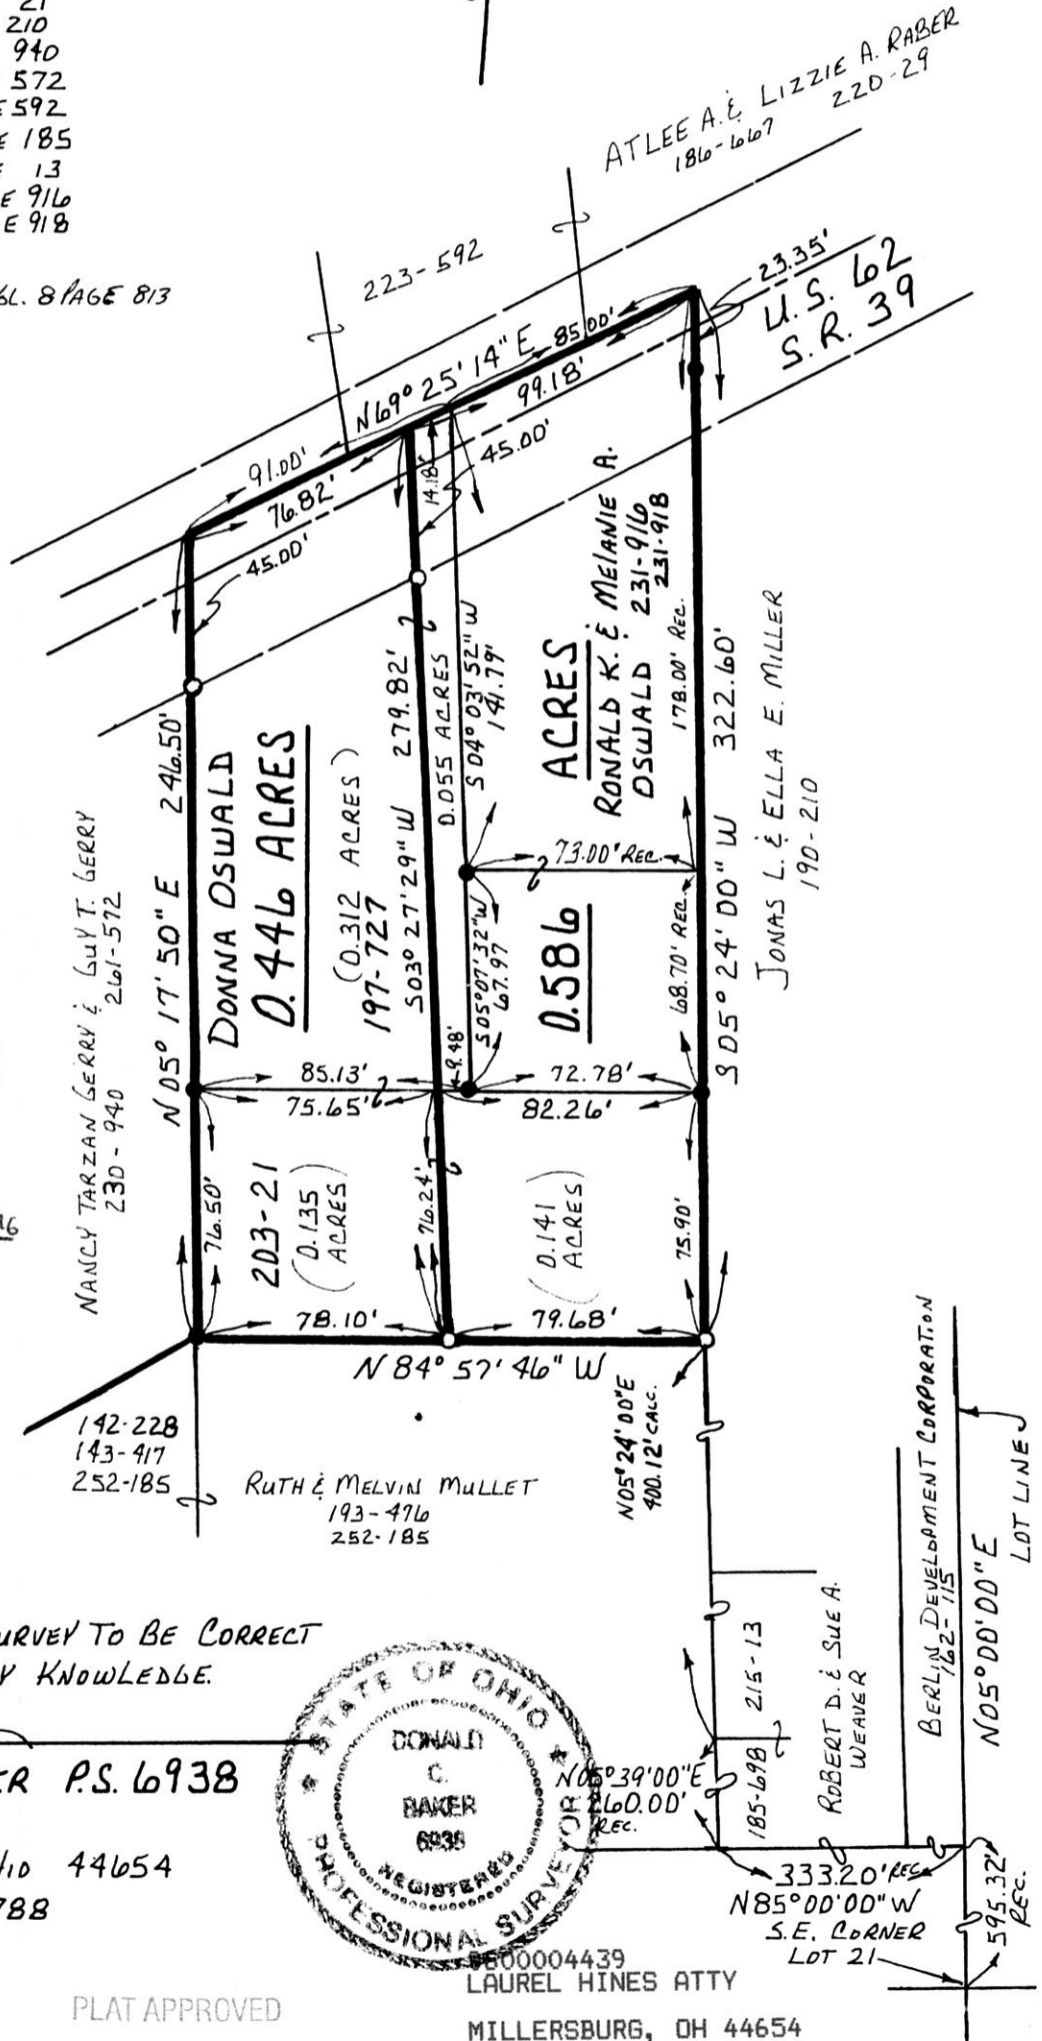 21
210
940
572
E 592
E 185
E 13
E 916
E 918
OL. 8 PAGE 813
ATLEE A. & LIZZIE A. RABER
186-667
220-29
223-592
23.35'
U.S. 62
S.R. 39
N69° 25' 14" E
85.00'
99.18'
91.00'
76.82'
45.00'
45.00'
14.18'
N05° 17' 50" E 246.50'
NANCY TARZAN GERRY & GUY T. GERRY
230-940 261-572
DONNA OSWALD
0.446 ACRES
(0.312 ACRES)
197-727
S03° 27' 29" W 279.82'
0.055 ACRES
S04° 03' 52" W
141.79'
0.586 ACRES
RONALD K. & MELANIE A.
OSWALD 231-916
231-918
178.00' REC.
73.00' REC.
S05° 07' 32" W
67.97
68.70' REC.
S05° 24' 00" W 322.60'
JONAS L. & ELLA E. MILLER
190-210
9.48'
85.13'
75.65'
72.78'
82.26'
76.50'
203-21
(0.135
ACRES)
76.24'
(0.141
ACRES)
75.90'
78.10'
79.68'
N 84° 57' 46" W
142-228
143-417
252-185
RUTH & MELVIN MULLET
193-476
252-185
N05° 24' 00" E
400.12' CALC.
BERLIN DEVELOPMENT CORPORATION
162-115
LOT LINE
N05° 00' 00" E
215-13
185-698
ROBERT D. & SUE A.
WEAVER
N05° 39' 00" E
260.00'
REC.
333.20' REC
N85° 00' 00" W
S.E. CORNER
LOT 21
595.32'
REC.
URVEY TO BE CORRECT
Y KNOWLEDGE.
ER P.S. 6938
HIO 44654
788
STATE OF OHIO
DONALD
C.
BAKER
6938
REGISTERED
PROFESSIONAL SURVEYOR
00004439
LAUREL HINES ATTY
MILLERSBURG, OH 44654
PLAT APPROVED